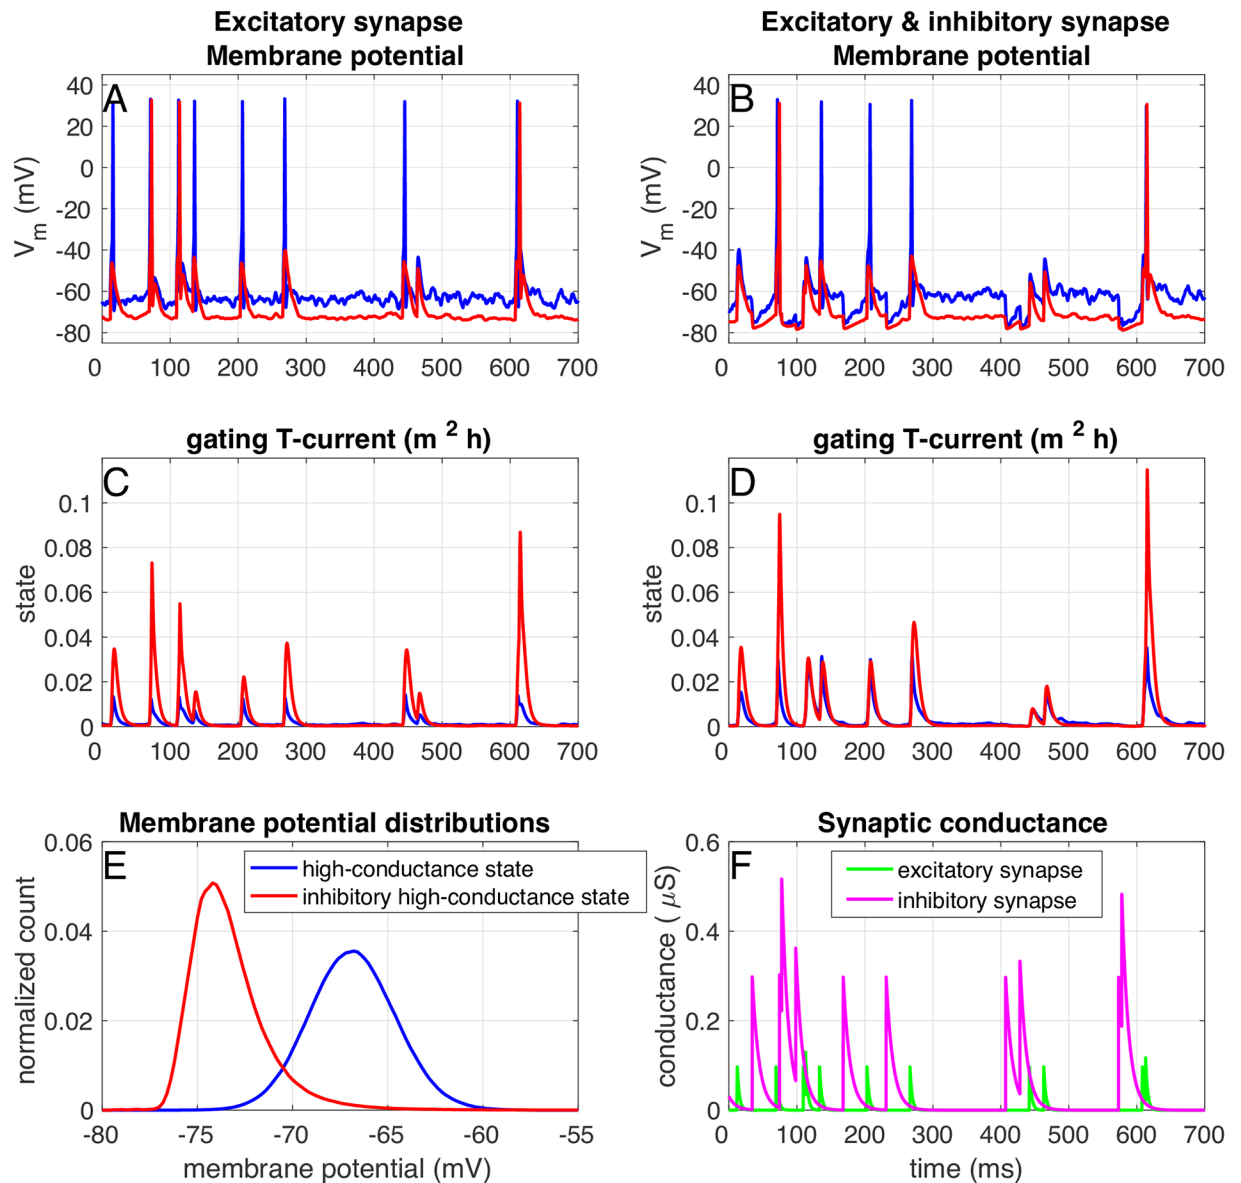 Excitatory synapse
Membrane potential
A
40
20
0
-20
-40
-60
-80
V_m (mV)
0 100 200 300 400 500 600 700
Excitatory & inhibitory synapse
Membrane potential
B
40
20
0
-20
-40
-60
-80
V_m (mV)
0 100 200 300 400 500 600 700
gating T-current (m ² h)
C
0.1
0.08
0.06
0.04
0.02
0
state
0 100 200 300 400 500 600 700
gating T-current (m ² h)
D
0.1
0.08
0.06
0.04
0.02
0
state
0 100 200 300 400 500 600 700
Membrane potential distributions
E
0.06
0.04
0.02
0
normalized count
high-conductance state
inhibitory high-conductance state
-80 -75 -70 -65 -60 -55
membrane potential (mV)
Synaptic conductance
F
0.6
0.4
0.2
0
conductance ( μS)
excitatory synapse
inhibitory synapse
0 100 200 300 400 500 600 700
time (ms)